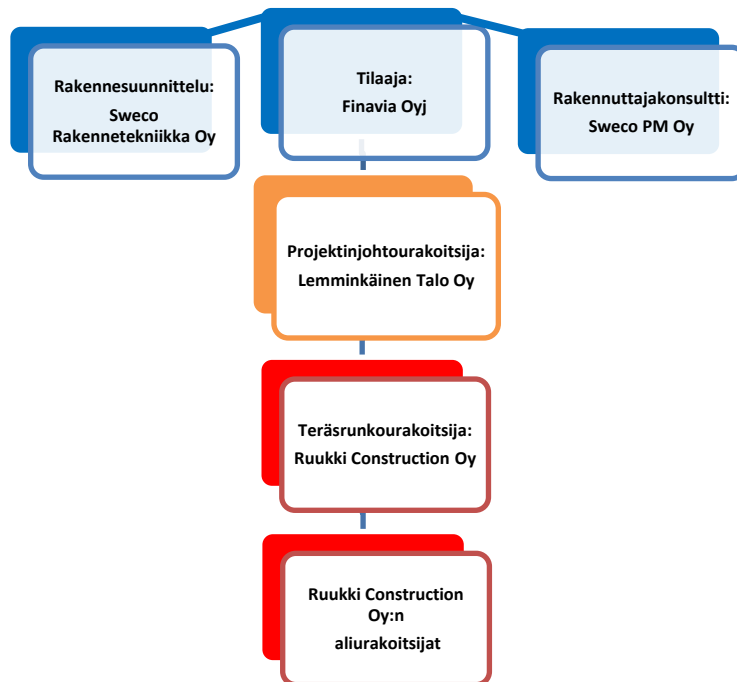 Rakennesuunnittelu:
Sweco
Rakennetekniikka Oy
Tilaaja:
Finavia Oyj
Rakennuttajakonsultti:
Sweco PM Oy
Projektinjohtourakoitsija:
Lemminkäinen Talo Oy
Teräsrunkourakoitsija:
Ruukki Construction Oy
Ruukki Construction
Oy:n
aliurakoitsijat